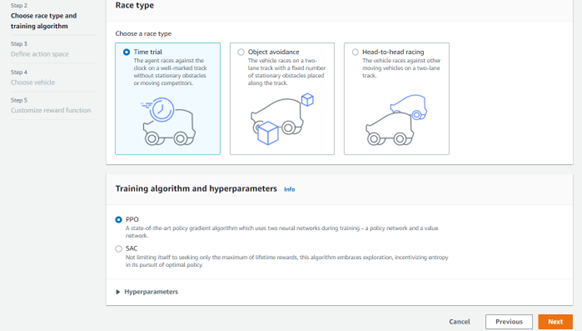 Step 2
Choose race type and
training algorithm
Step 3
Define action space
Step 4
Choose vehicle
Step 5
Customize reward function
Race type
Choose a race type
Time trial
The agent races against the
clock on a well-marked track
without stationary obstacles
or moving competitors.
Object avoidance
The vehicle races on a two-
lane track with a fixed number
of stationary obstacles placed
along the track.
Head-to-head racing
The vehicle races against other
moving vehicles on a two-lane
track.
Training algorithm and hyperparameters Info
PPO
A state-of-the-art policy gradient algorithm which uses two neural networks during training – a policy network and a value
network.
SAC
Not limiting itself to seeking only the maximum of lifetime rewards, this algorithm embraces exploration, incentivizing entropy
in its pursuit of optimal policy.
Hyperparameters
Cancel Previous Next